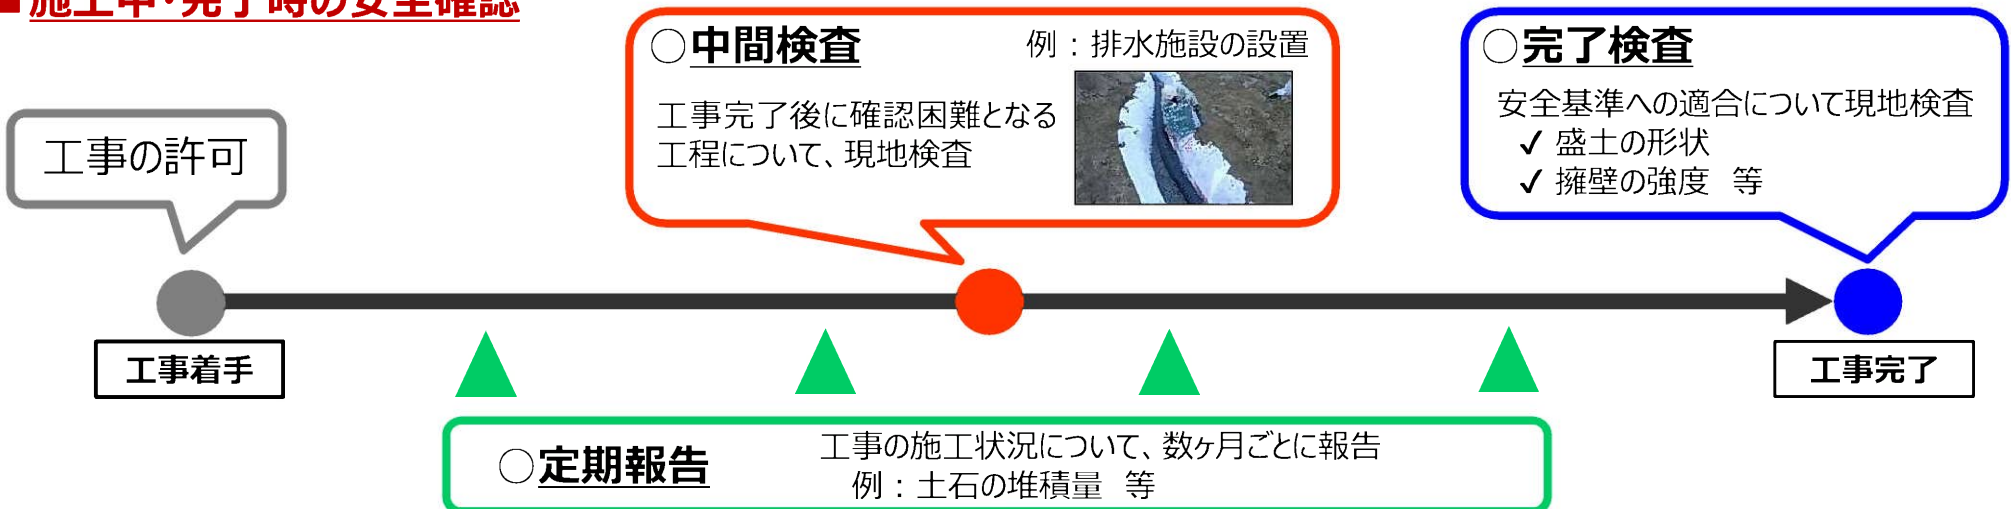 ■施工中・完了時の安全確認
○中間検査 例：排水施設の設置
工事完了後に確認困難となる
工程について、現地検査
○完了検査
安全基準への適合について現地検査
✓ 盛土の形状
✓ 擁壁の強度 等
工事の許可
工事着手
工事完了
○定期報告
工事の施工状況について、数ヶ月ごとに報告
例：土石の堆積量 等